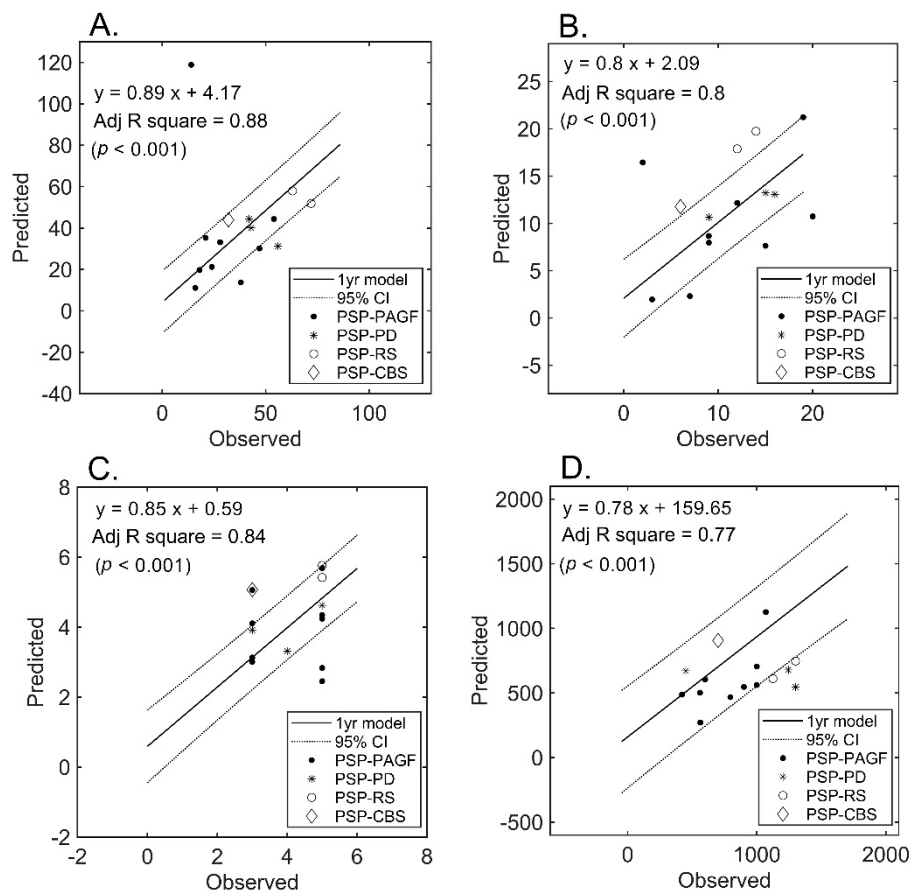 A.
120
100
80
60
40
20
0
-20
-40
Predicted
y = 0.89 x + 4.17
Adj R square = 0.88
(p < 0.001)
1yr model
95% CI
PSP-PAGF
PSP-PD
PSP-RS
PSP-CBS
0
50
100
Observed
B.
25
20
15
10
5
0
-5
Predicted
y = 0.8 x + 2.09
Adj R square = 0.8
(p < 0.001)
1yr model
95% CI
PSP-PAGF
PSP-PD
PSP-RS
PSP-CBS
0
10
20
Observed
C.
8
6
4
2
0
-2
Predicted
y = 0.85 x + 0.59
Adj R square = 0.84
(p < 0.001)
1yr model
95% CI
PSP-PAGF
PSP-PD
PSP-RS
PSP-CBS
-2
0
2
4
6
8
Observed
D.
2000
1500
1000
500
0
-500
Predicted
y = 0.78 x + 159.65
Adj R square = 0.77
(p < 0.001)
1yr model
95% CI
PSP-PAGF
PSP-PD
PSP-RS
PSP-CBS
0
1000
2000
Observed